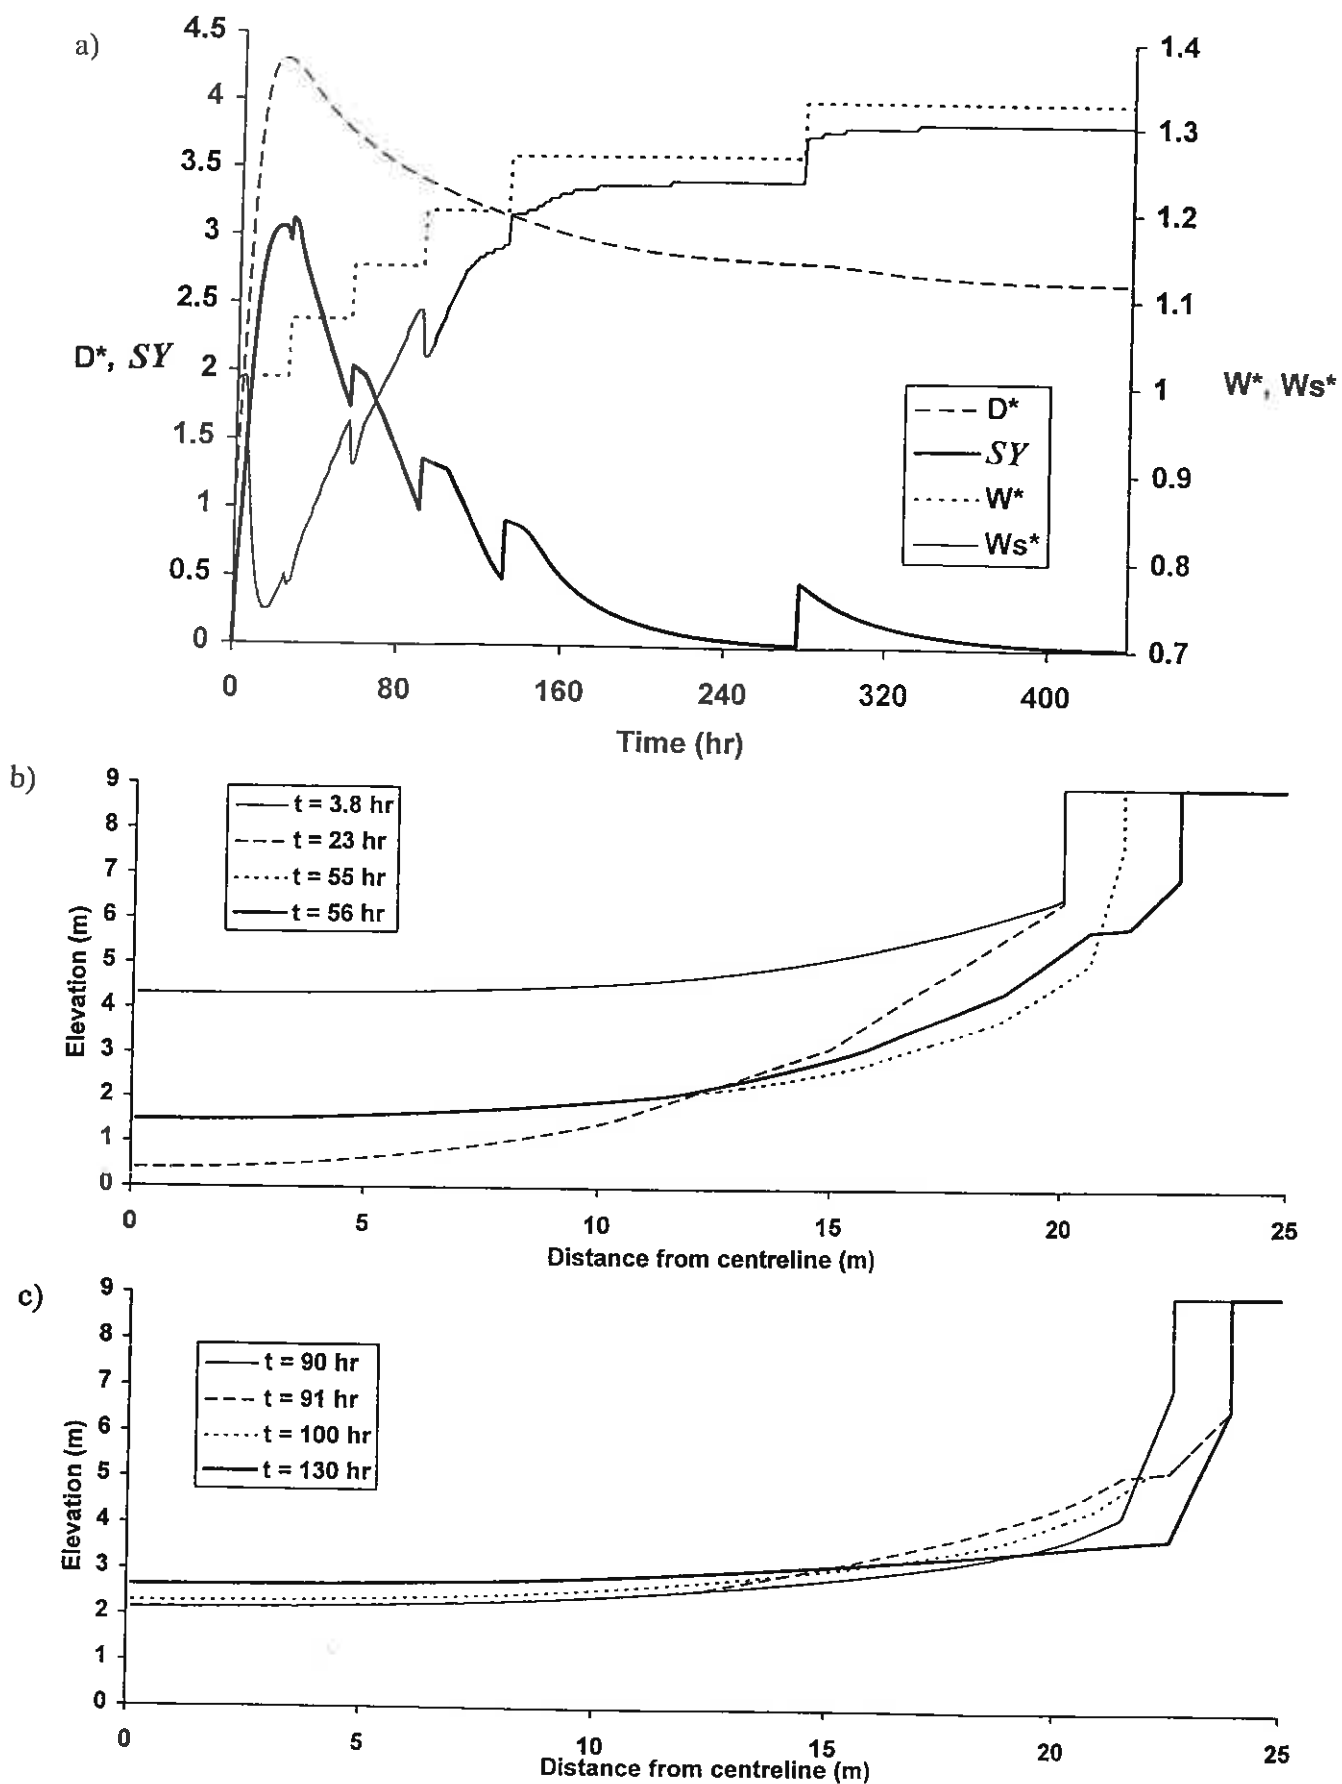 a)
4.5
4
3.5
3
2.5
2
1.5
1
0.5
0
D*, SY
1.4
1.3
1.2
1.1
1
0.9
0.8
0.7
W*, Ws*
D*
SY
W*
Ws*
0 80 160 240 320 400
Time (hr)
b)
9
8
7
6
5
4
3
2
1
0
Elevation (m)
t = 3.8 hr
t = 23 hr
t = 55 hr
t = 56 hr
0 5 10 15 20 25
Distance from centreline (m)
c)
9
8
7
6
5
4
3
2
1
0
Elevation (m)
t = 90 hr
t = 91 hr
t = 100 hr
t = 130 hr
0 5 10 15 20 25
Distance from centreline (m)